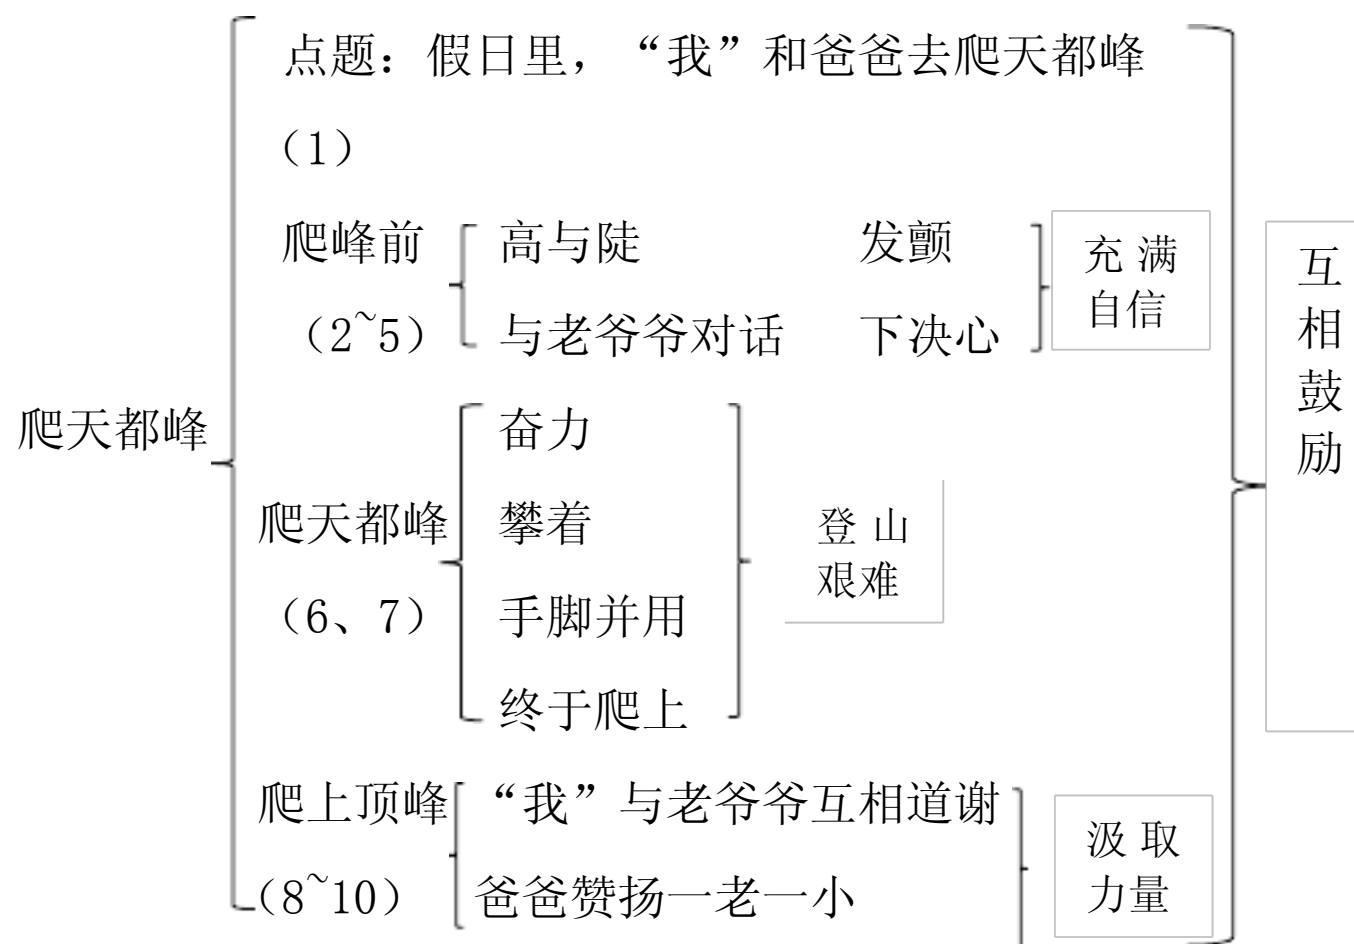 点题：假日里，“我”和爸爸去爬天都峰
（1）
爬峰前
（2~5）
高与陡 发颤
与老爷爷对话 下决心
充 满
自信
爬天都峰
爬天都峰
（6、7）
奋力
攀着
手脚并用
终于爬上
登 山
艰难
爬上顶峰
（8~10）
“我”与老爷爷互相道谢
爸爸赞扬一老一小
汲 取
力量
互
相
鼓
励